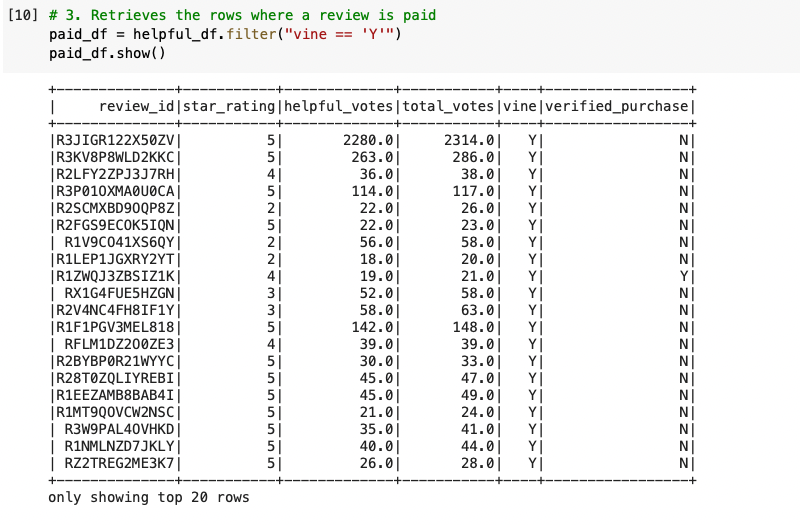 [10] # 3. Retrieves the rows where a review is paid
paid_df = helpful_df.filter("vine == 'Y'")
paid_df.show()
+--------------+-----------+-------------+-----------+----+-----------------+
|     review_id|star_rating|helpful_votes|total_votes|vine|verified_purchase|
+--------------+-----------+-------------+-----------+----+-----------------+
|R3JIGR122X50ZV|          5|       2280.0|     2314.0|   Y|                N|
|R3KV8P8WLD2KKC|          5|        263.0|      286.0|   Y|                N|
|R2LFY2ZPJ3J7RH|          4|         36.0|       38.0|   Y|                N|
|R3P01OXMA0U0CA|          5|        114.0|      117.0|   Y|                N|
|R2SCMXBD9OQP8Z|          2|         22.0|       26.0|   Y|                N|
|R2FGS9ECOK5IQN|          5|         22.0|       23.0|   Y|                N|
| R1V9CO41XS6QY|          2|         56.0|       58.0|   Y|                N|
|R1LEP1JGXRY2YT|          2|         18.0|       20.0|   Y|                N|
|R1ZWQJ3ZBSIZ1K|          4|         19.0|       21.0|   Y|                Y|
| RX1G4FUE5HZGN|          3|         52.0|       58.0|   Y|                N|
|R2V4NC4FH8IF1Y|          3|         58.0|       63.0|   Y|                N|
|R1F1PGV3MEL818|          5|        142.0|      148.0|   Y|                N|
| RFLM1DZ2O0ZE3|          4|         39.0|       39.0|   Y|                N|
|R2BYBP0R21WYYC|          5|         30.0|       33.0|   Y|                N|
|R28T0ZQLIYREBI|          5|         45.0|       47.0|   Y|                N|
|R1EEZAMB8BAB4I|          5|         45.0|       49.0|   Y|                N|
|R1MT9QOVCW2NSC|          5|         21.0|       24.0|   Y|                N|
| R3W9PAL4OVHKD|          5|         35.0|       41.0|   Y|                N|
| R1NMLNZD7JKLY|          5|         40.0|       44.0|   Y|                N|
| RZ2TREG2ME3K7|          5|         26.0|       28.0|   Y|                N|
+--------------+-----------+-------------+-----------+----+-----------------+
only showing top 20 rows